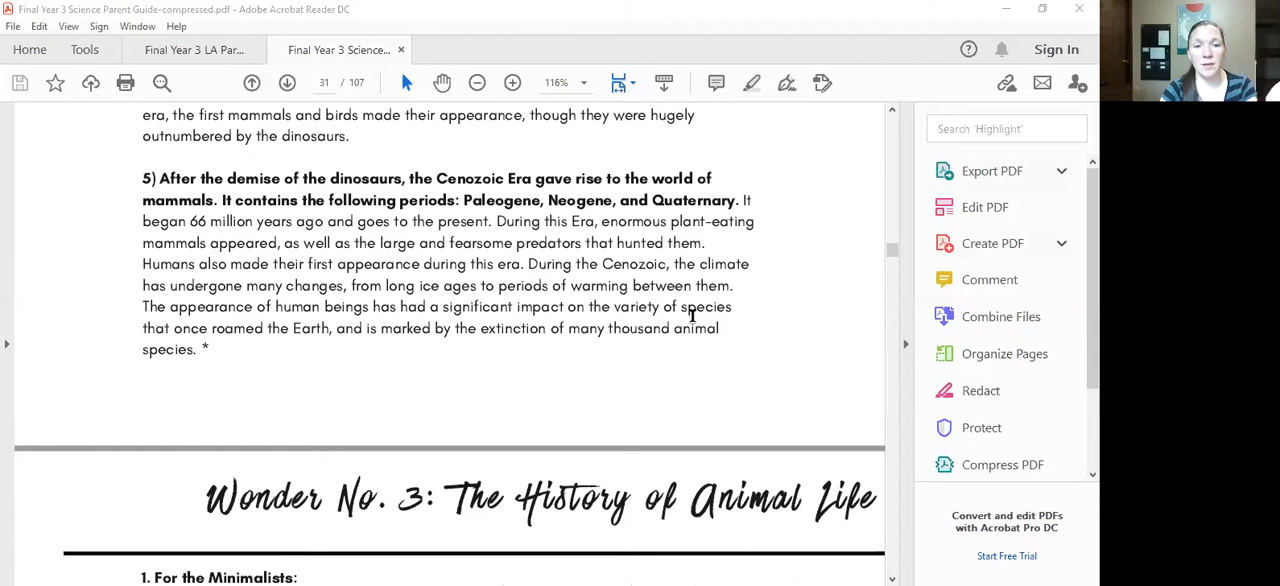 Final Year 3 Science Parent Guide-compressed.pdf - Adobe Acrobat Reader DC
File Edit View Sign Window Help
Home Tools Final Year 3 LA Par... Final Year 3 Science... × Sign In
31 / 107 116%
era, the first mammals and birds made their appearance, though they were hugely
outnumbered by the dinosaurs.
5) After the demise of the dinosaurs, the Cenozoic Era gave rise to the world of
mammals. It contains the following periods: Paleogene, Neogene, and Quaternary. It
began 66 million years ago and goes to the present. During this Era, enormous plant-eating
mammals appeared, as well as the large and fearsome predators that hunted them.
Humans also made their first appearance during this era. During the Cenozoic, the climate
has undergone many changes, from long ice ages to periods of warming between them.
The appearance of human beings has had a significant impact on the variety of species
that once roamed the Earth, and is marked by the extinction of many thousand animal
species. *
Wonder No. 3: The History of Animal Life
1. For the Minimalists:
Search 'Highlight'
Export PDF
Edit PDF
Create PDF
Comment
Combine Files
Organize Pages
Redact
Protect
Compress PDF
Convert and edit PDFs
with Acrobat Pro DC
Start Free Trial